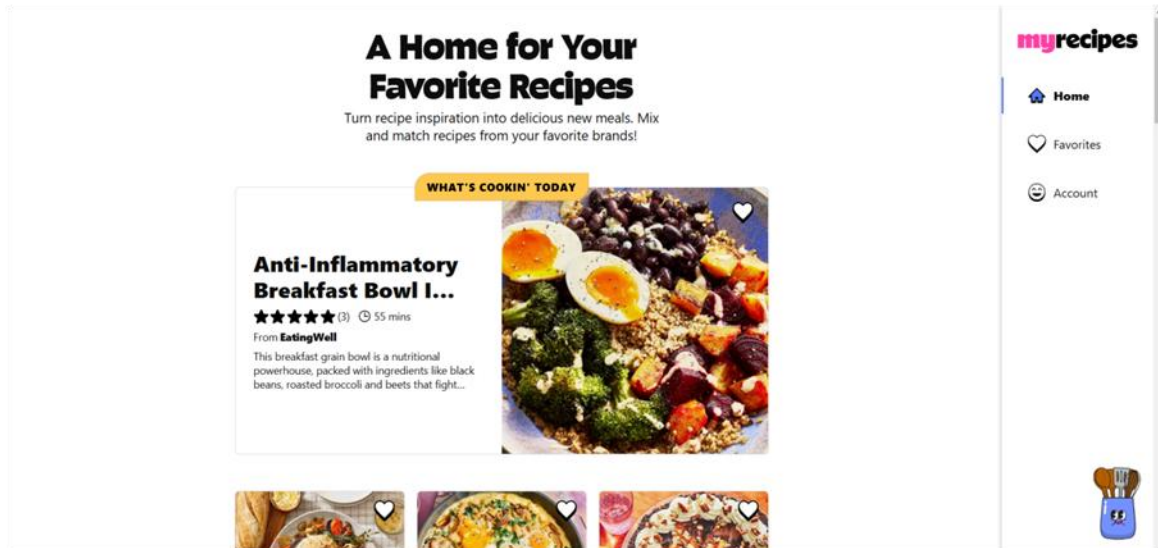 A Home for Your
Favorite Recipes
Turn recipe inspiration into delicious new meals. Mix
and match recipes from your favorite brands!
WHAT'S COOKIN' TODAY
Anti-Inflammatory
Breakfast Bowl I...
(3) 55 mins
From EatingWell
This breakfast grain bowl is a nutritional
powerhouse, packed with ingredients like black
beans, roasted broccoli and beets that fight...
myrecipes
Home
Favorites
Account